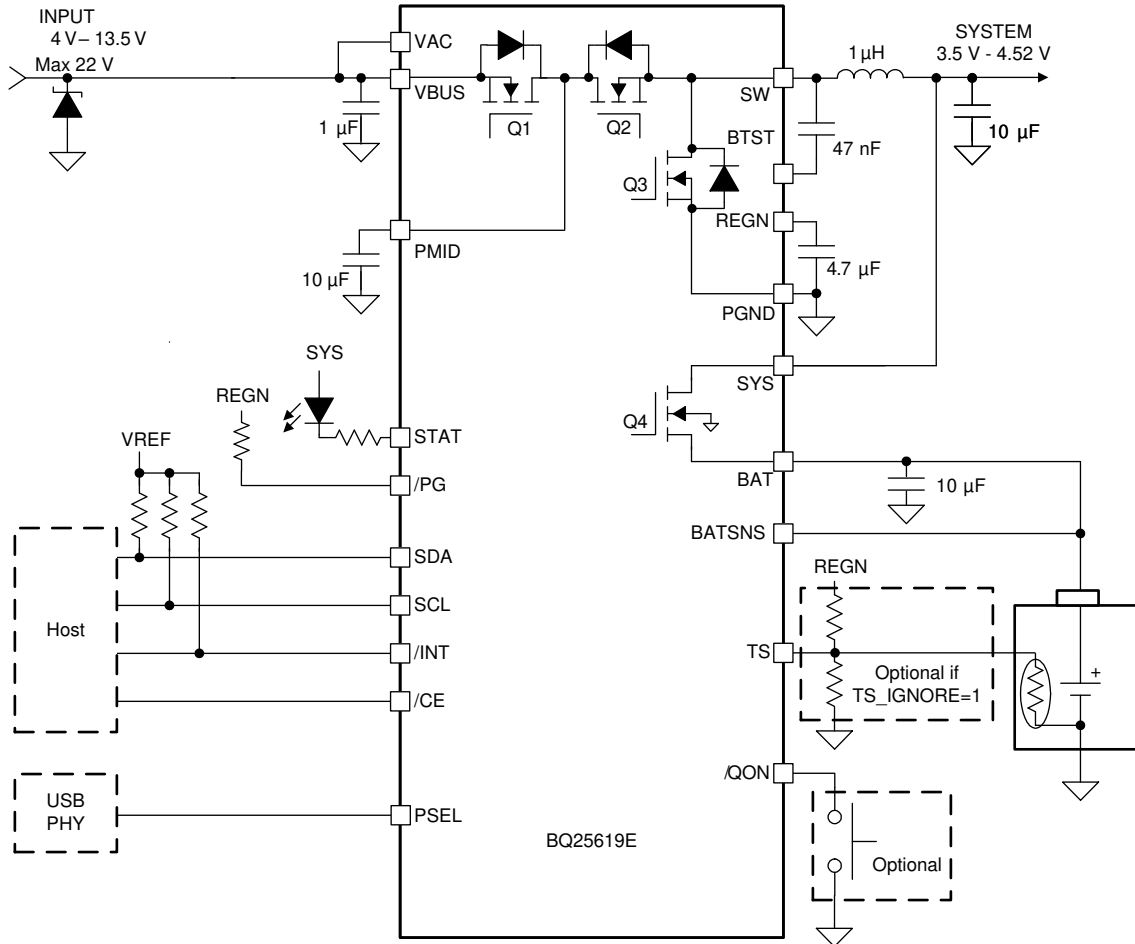 INPUT
4 V – 13.5 V
Max 22 V
VAC
VBUS
1 µF
Q1
Q2
SW
1 µH
SYSTEM
3.5 V - 4.52 V
BTST
47 nF
10 µF
Q3
REGN
PMID
10 µF
4.7 µF
PGND
SYS
SYS
REGN
Q4
VREF
STAT
BAT
/PG
10 µF
BATSNS
SDA
REGN
SCL
Host
/INT
TS
Optional if
TS_IGNORE=1
+
/CE
/QON
USB
PHY
PSEL
BQ25619E
Optional